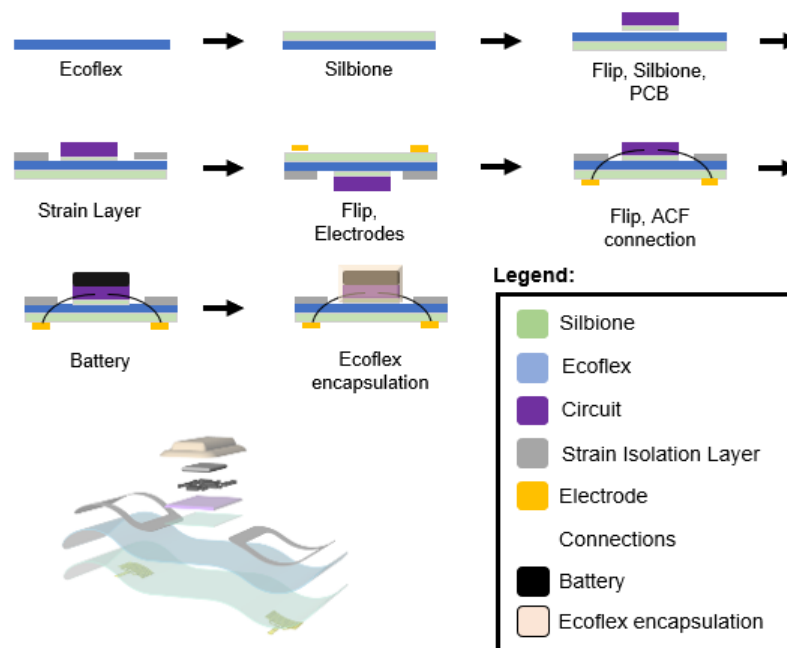 Ecoflex
Silbione
Flip, Silbione,
PCB
Strain Layer
Flip,
Electrodes
Flip, ACF
connection
Battery
Ecoflex
encapsulation
Legend:
Silbione
Ecoflex
Circuit
Strain Isolation Layer
Electrode
Connections
Battery
Ecoflex encapsulation